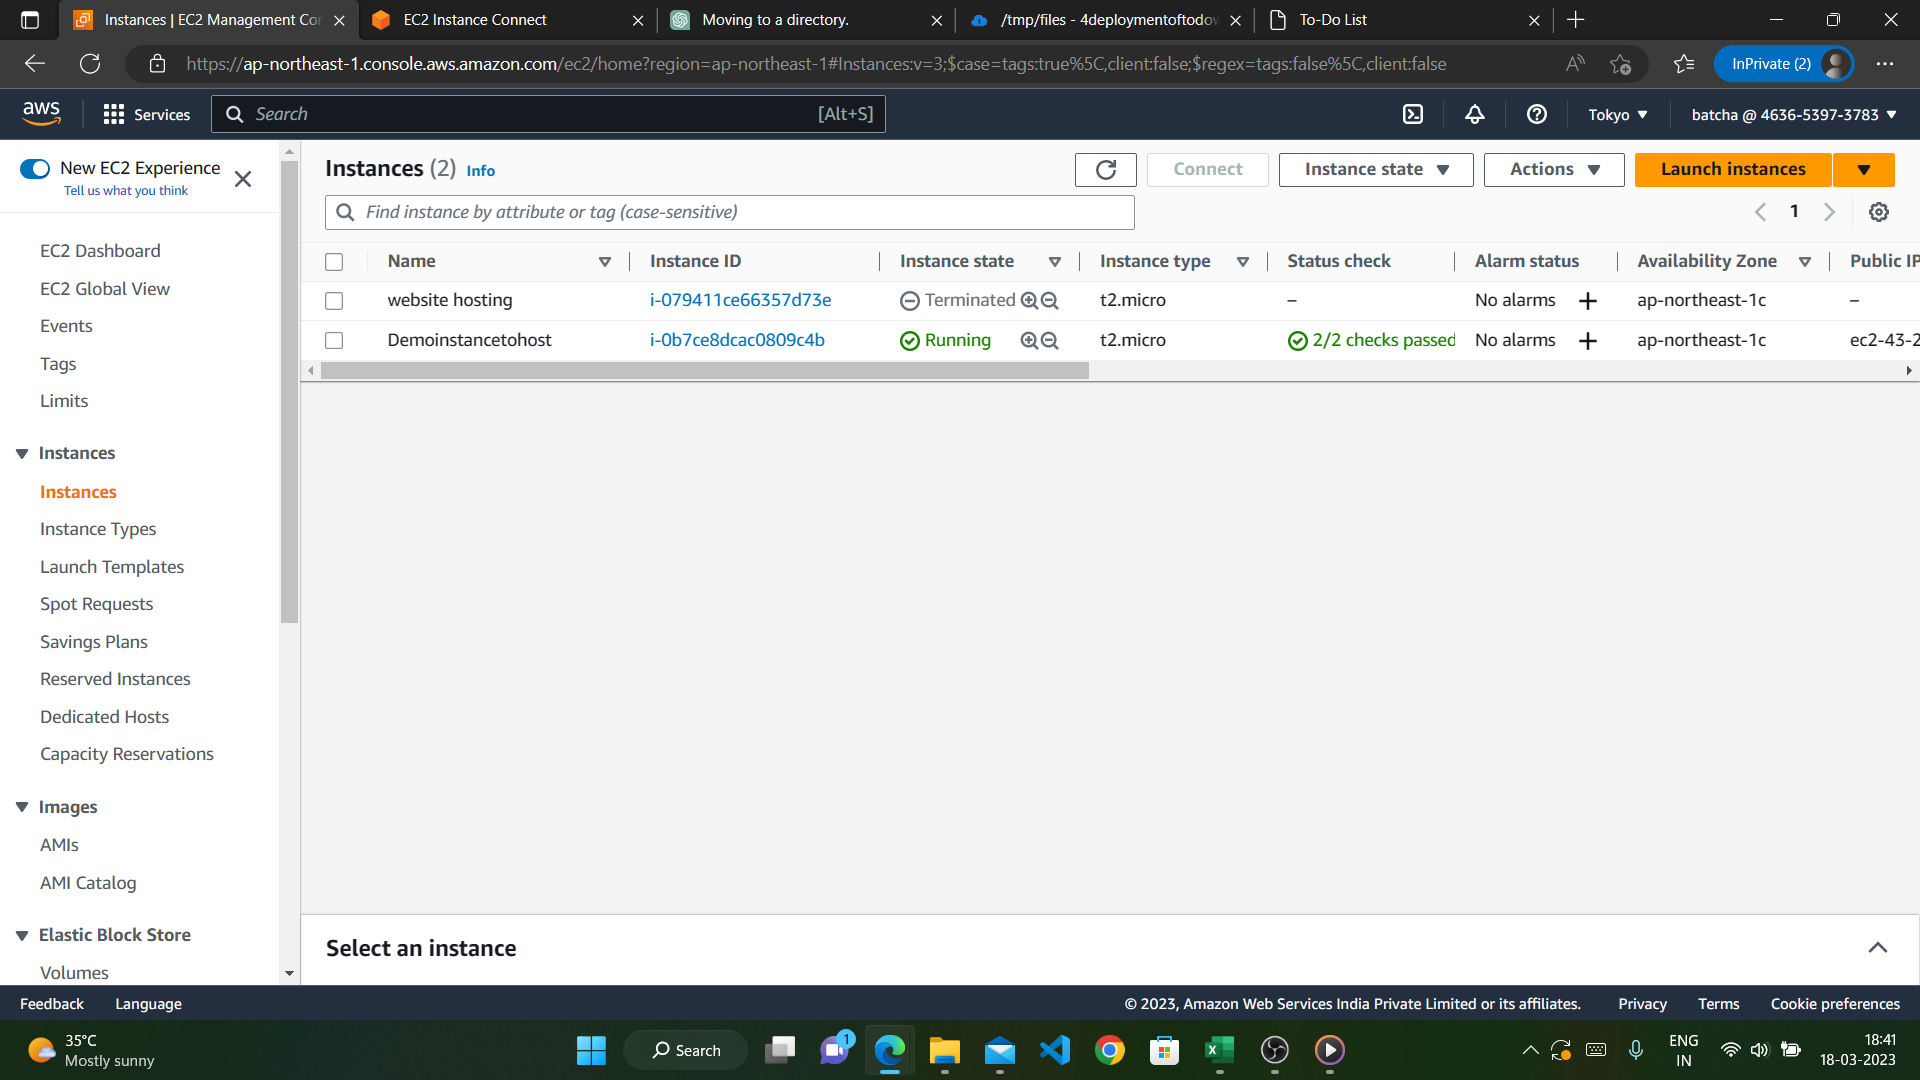 Instances | EC2 Management Con
EC2 Instance Connect
Moving to a directory.
/tmp/files - 4deploymentoftodov
To-Do List
https://ap-northeast-1.console.aws.amazon.com/ec2/home?region=ap-northeast-1#Instances:v=3;$case=tags:true%5C,client:false;$regex=tags:false%5C,client:false
InPrivate (2)
aws
Services
Search
[Alt+S]
Tokyo
batcha @ 4636-5397-3783
New EC2 Experience
Tell us what you think
EC2 Dashboard
EC2 Global View
Events
Tags
Limits
Instances
Instances
Instance Types
Launch Templates
Spot Requests
Savings Plans
Reserved Instances
Dedicated Hosts
Capacity Reservations
Images
AMIs
AMI Catalog
Elastic Block Store
Volumes
Instances (2) Info
Connect
Instance state
Actions
Launch instances
Find instance by attribute or tag (case-sensitive)
1
Name Instance ID Instance state Instance type Status check Alarm status Availability Zone Public IP
website hosting i-079411ce66357d73e Terminated t2.micro – No alarms ap-northeast-1c –
Demoinstancetohost i-0b7ce8dcac0809c4b Running t2.micro 2/2 checks passed No alarms ap-northeast-1c ec2-43-2
Select an instance
Feedback Language © 2023, Amazon Web Services India Private Limited or its affiliates. Privacy Terms Cookie preferences
35°C
Mostly sunny
Search
1
ENG
IN
18:41
18-03-2023